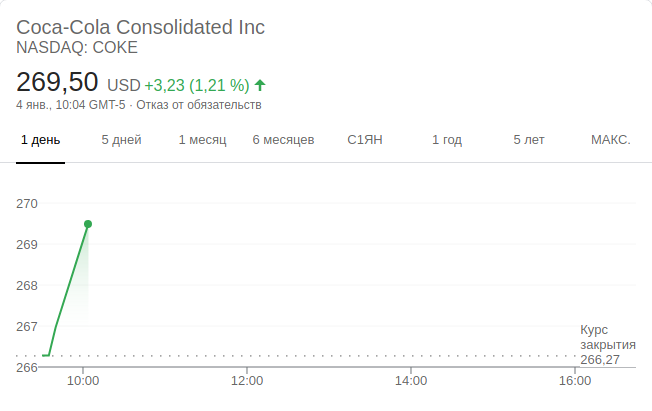 Coca-Cola Consolidated Inc
NASDAQ: COKE
269,50 USD +3,23 (1,21 %)
4 янв., 10:04 GMT-5 · Отказ от обязательств
1 день 5 дней 1 месяц 6 месяцев С1ЯН 1 год 5 лет МАКС.
270
269
268
267
266
Курс
закрытия
266,27
10:00 12:00 14:00 16:00